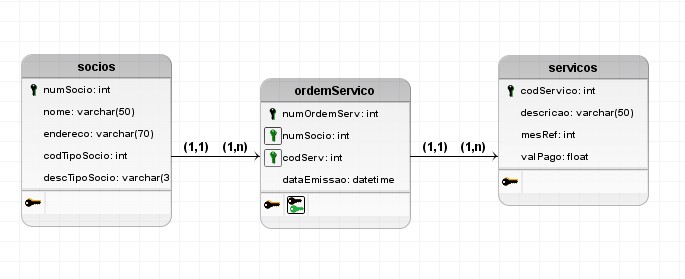 socios
numSocio: int
nome: varchar(50)
endereco: varchar(70)
codTipoSocio: int
descTipoSocio: varchar(3
(1,1) (1,n)
ordemServico
numOrdemServ: int
numSocio: int
codServ: int
dataEmissao: datetime
(1,1) (1,n)
servicos
codServico: int
descricao: varchar(50)
mesRef: int
valPago: float